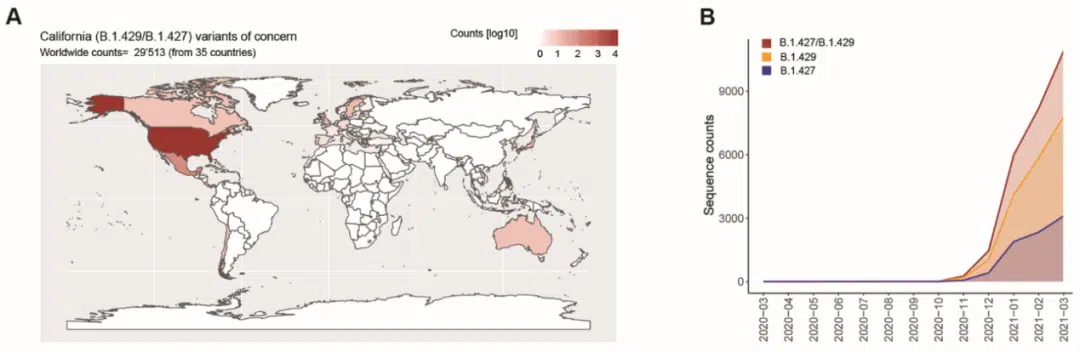 A
California (B.1.429/B.1.427) variants of concern
Worldwide counts= 29'513 (from 35 countries)
Counts [log10]
0 1 2 3 4
B
B.1.427/B.1.429
B.1.429
B.1.427
Sequence counts
9000
6000
3000
0
2020-03
2020-04
2020-05
2020-06
2020-07
2020-08
2020-09
2020-10
2020-11
2020-12
2021-01
2021-02
2021-03